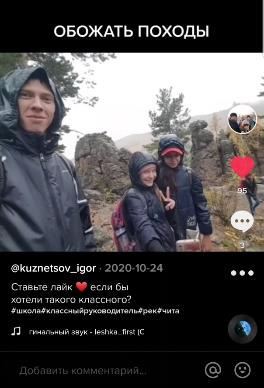 ОБОЖАТЬ ПОХОДЫ
95
3
@kuznetsov_igor · 2020-10-24
Ставьте лайк ❤ если бы
хотели такого классного?
#школа#классныйруководитель#рек#чита
гинальный звук - leshka_first (С
Добавить комментарий...